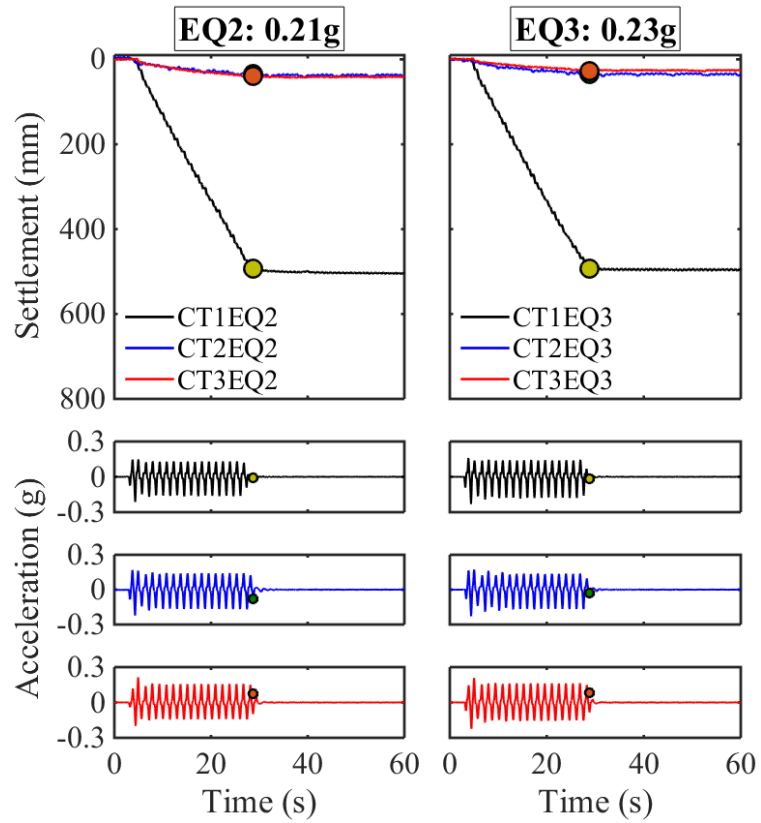 EQ2: 0.21g
EQ3: 0.23g
Settlement (mm)
0
200
400
600
800
CT1EQ2
CT2EQ2
CT3EQ2
CT1EQ3
CT2EQ3
CT3EQ3
Acceleration (g)
0.3
0
-0.3
0.3
0
-0.3
0.3
0
-0.3
0 20 40 60
0 20 40 60
Time (s)
Time (s)